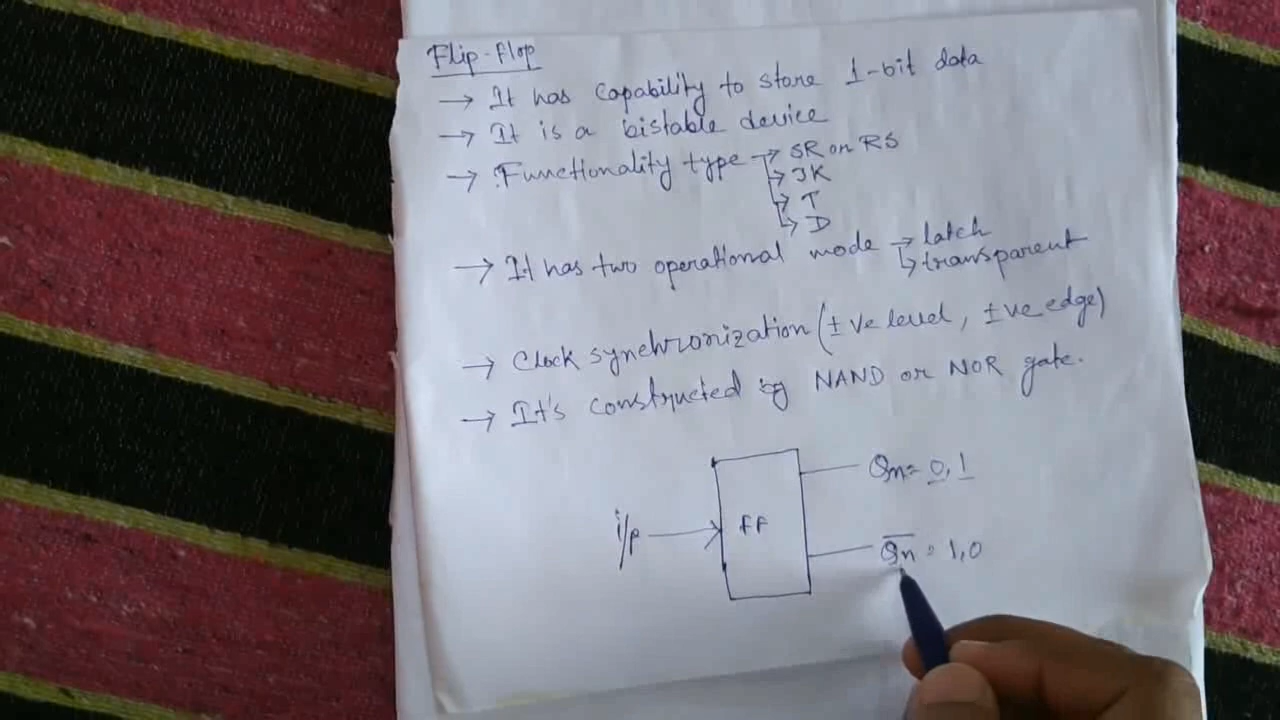 Flip-flop
→ It has capability to store 1-bit data
→ It is a bistable device
→ Functionality type → SR or RS
→ JK
→ T
→ D
→ It has two operational mode → latch
→ transparent
→ Clock synchronization (±ve level, ±ve edge)
→ It's constructed by NAND or NOR gate.
Qn = 0, 1
i/p → FF
Q̅n̅ = 1, 0